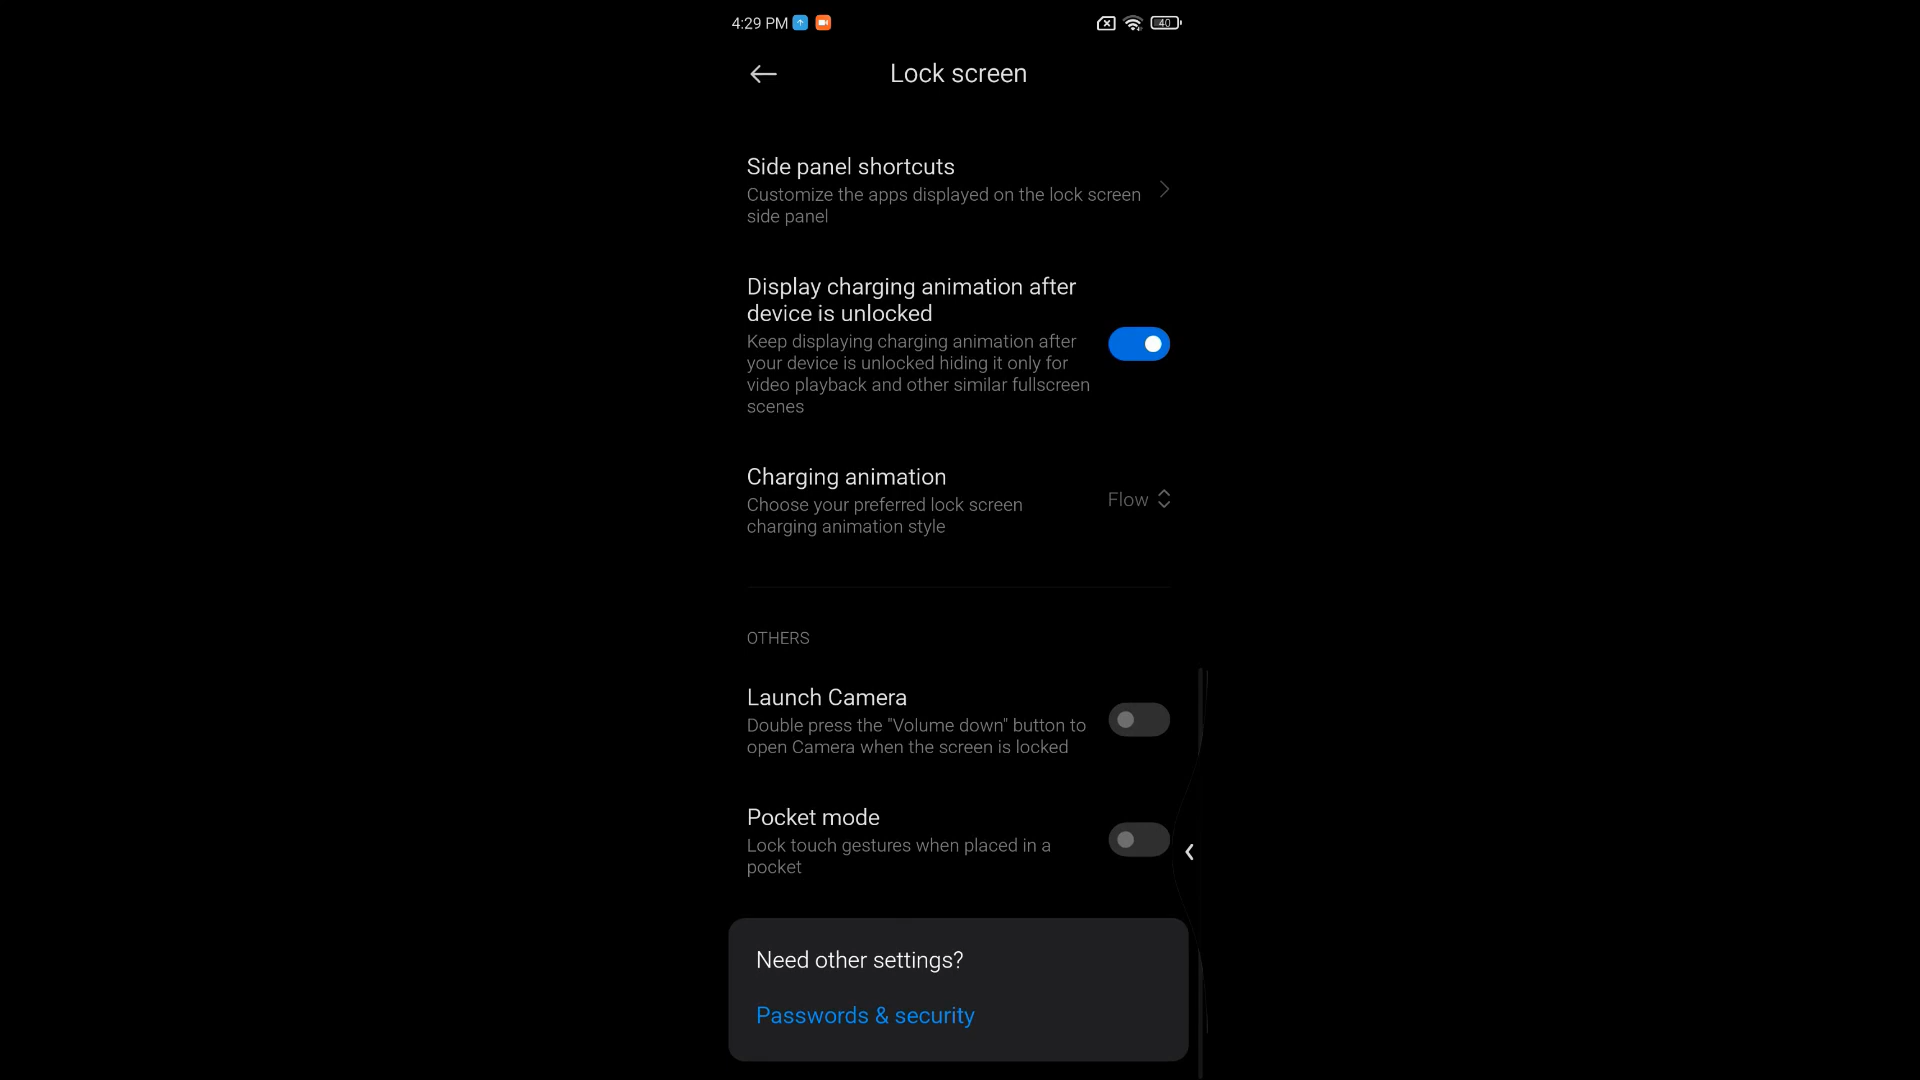 4:29 PM
40
Lock screen
Side panel shortcuts
Customize the apps displayed on the lock screen
side panel
Display charging animation after
device is unlocked
Keep displaying charging animation after
your device is unlocked hiding it only for
video playback and other similar fullscreen
scenes
Charging animation
Choose your preferred lock screen
charging animation style
Flow
OTHERS
Launch Camera
Double press the "Volume down" button to
open Camera when the screen is locked
Pocket mode
Lock touch gestures when placed in a
pocket
Need other settings?
Passwords & security